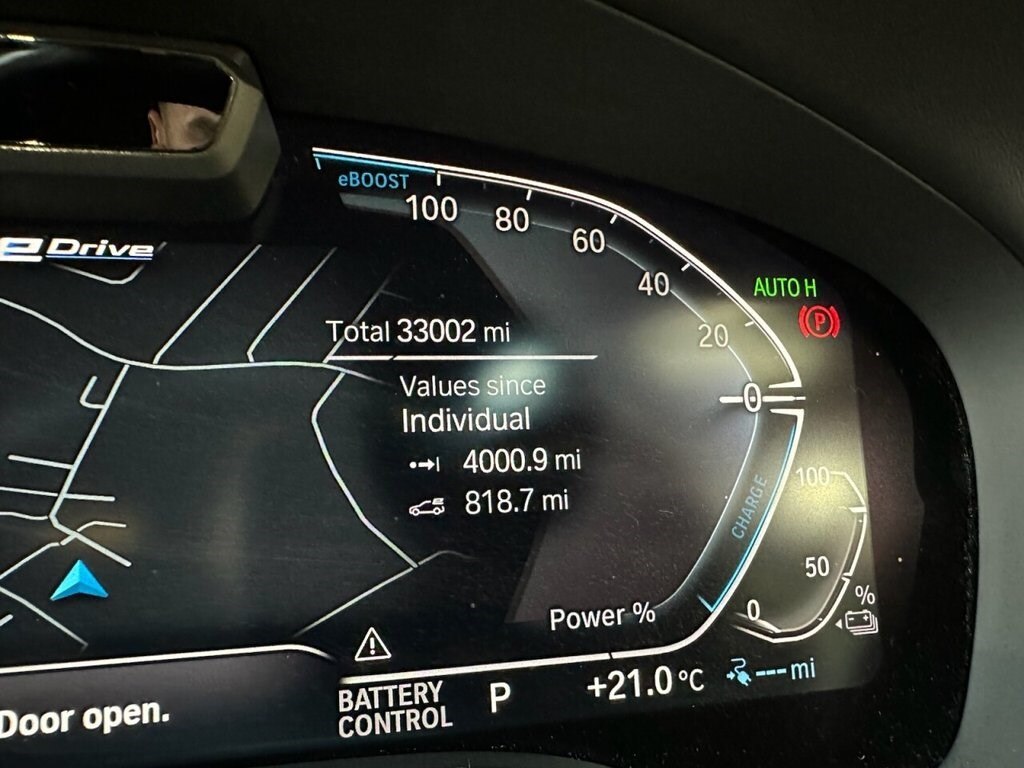 eBOOST
100
80
60
40
20
0
eDrive
AUTO H
P
Total 33002 mi
Values since
Individual
4000.9 mi
818.7 mi
CHARGE
100
50
0
%
Power %
BATTERY
CONTROL
P
+21.0 °C
--- mi
Door open.